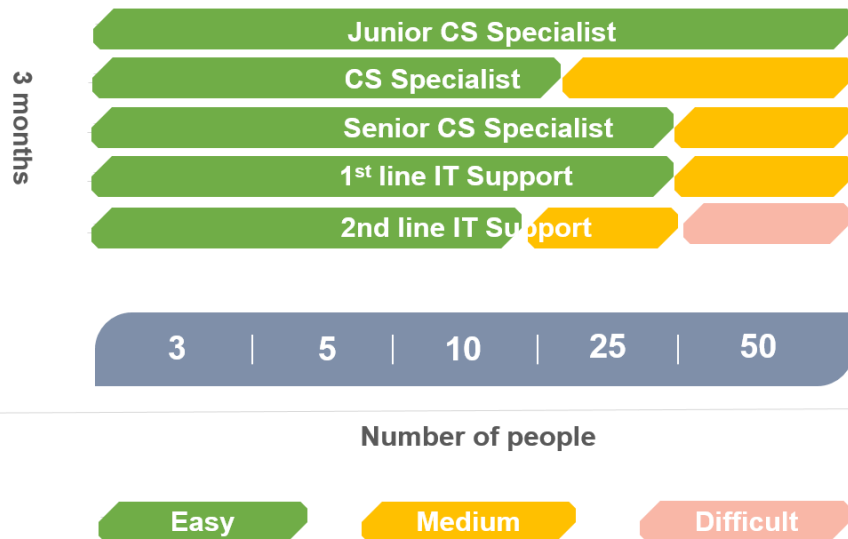 3 months
Junior CS Specialist
CS Specialist
Senior CS Specialist
1st line IT Support
2nd line IT Support
3 | 5 | 10 | 25 | 50
Number of people
Easy Medium Difficult